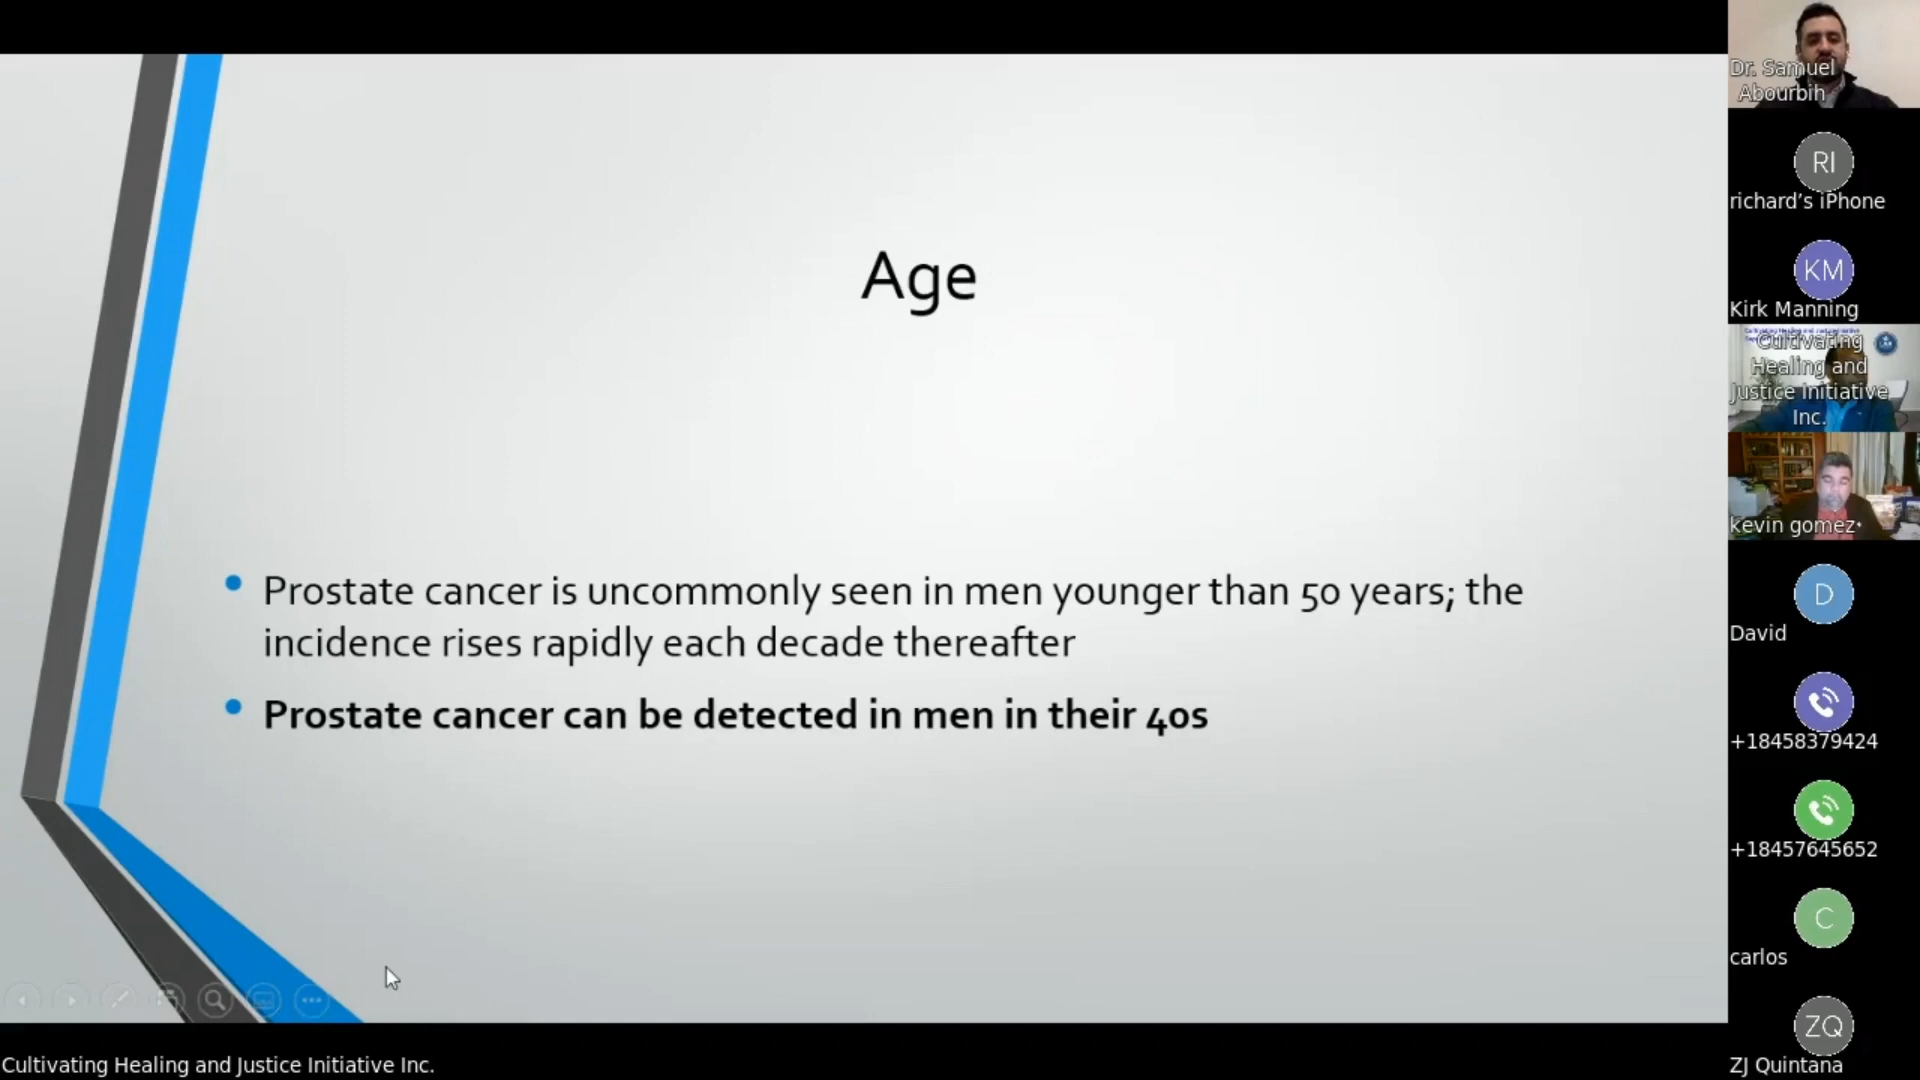 Age
Prostate cancer is uncommonly seen in men younger than 50 years; the
incidence rises rapidly each decade thereafter
Prostate cancer can be detected in men in their 40s
Dr. Samuel
Abourbih
RI
richard’s iPhone
KM
Kirk Manning
Cultivating
Healing and
Justice Initiative
Inc.
kevin gomez
D
David
+18458379424
+18457645652
C
carlos
ZQ
ZJ Quintana
Cultivating Healing and Justice Initiative Inc.